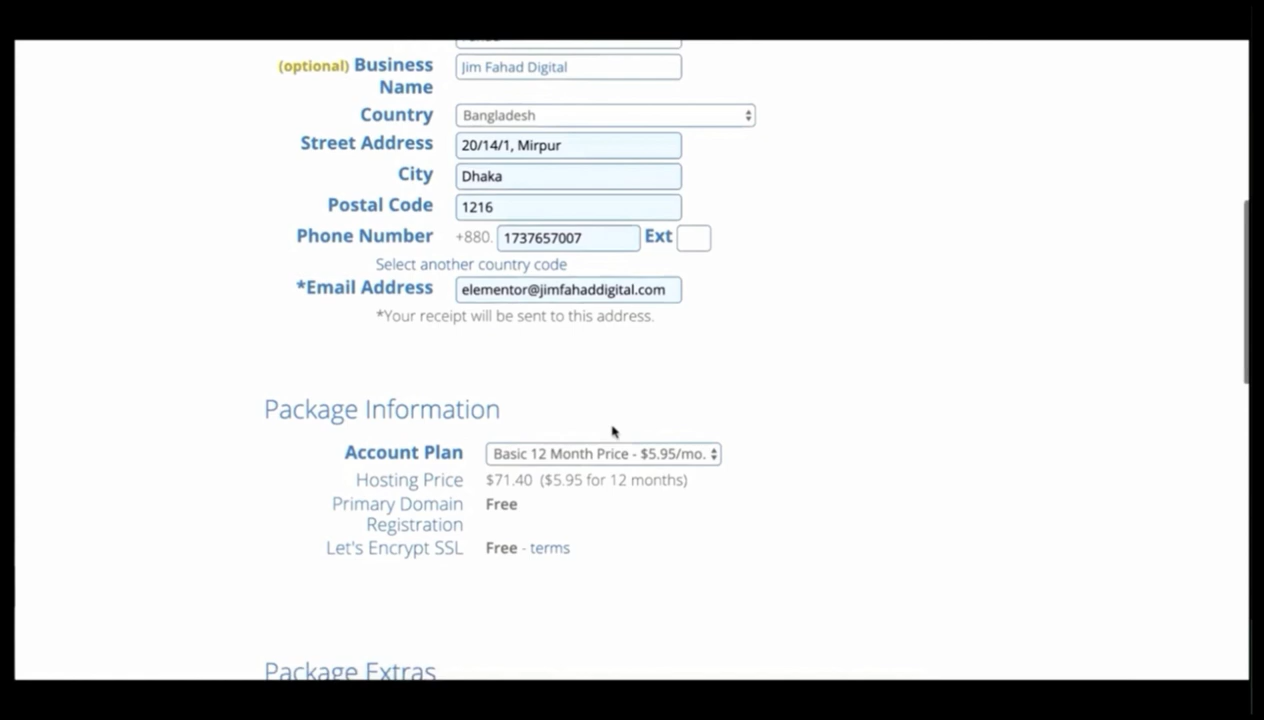 (optional) Business Name
Jim Fahad Digital
Country
Bangladesh
Street Address
20/14/1, Mirpur
City
Dhaka
Postal Code
1216
Phone Number
+880. 1737657007 Ext
Select another country code
*Email Address
elementor@jimfahaddigital.com
*Your receipt will be sent to this address.
Package Information
Account Plan
Basic 12 Month Price - $5.95/mo.
Hosting Price
$71.40 ($5.95 for 12 months)
Primary Domain Registration
Free
Let's Encrypt SSL
Free - terms
Package Extras